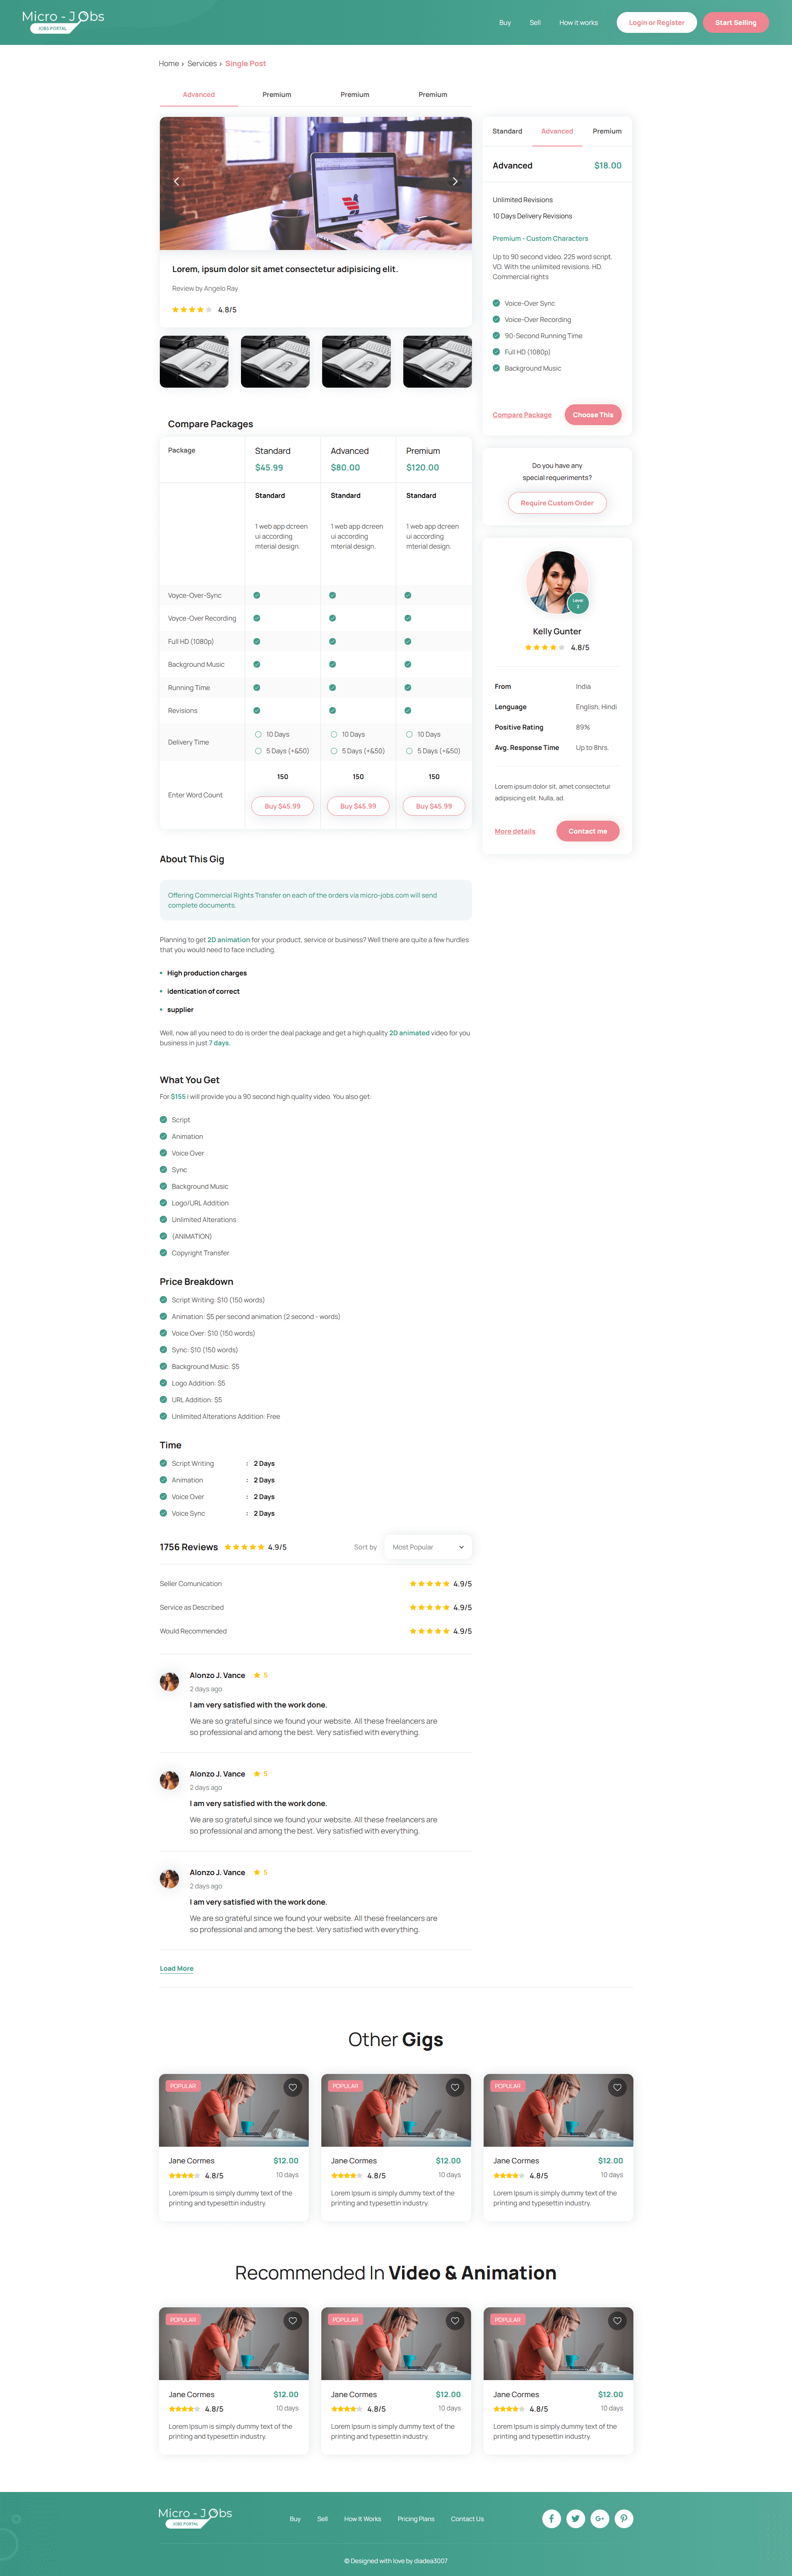 Micro - Jobs
JOBS PORTAL
Buy
Sell
How it works
Login or Register
Start Selling
Home › Services › Single Post
Advanced
Premium
Premium
Premium
Lorem, ipsum dolor sit amet consectetur adipisicing elit.
Review by Angelo Ray
4.8/5
Standard
Advanced
Premium
Advanced
$18.00
Unlimited Revisions
10 Days Delivery Revisions
Premium - Custom Characters
Up to 90 second video. 225 word script.
VO. With the unlimited revisions. HD.
Commercial rights
Voice-Over Sync
Voice-Over Recording
90-Second Running Time
Full HD (1080p)
Background Music
Compare Package
Choose This
Do you have any
special requeriments?
Require Custom Order
Level
2
Kelly Gunter
4.8/5
From India
Lenguage English, Hindi
Positive Rating 89%
Avg. Response Time Up to 8hrs.
Lorem ipsum dolor sit, amet consectetur
adipisicing elit. Nulla, ad.
More details
Contact me
Compare Packages
Package
Standard
$45.99
Advanced
$80.00
Premium
$120.00
Standard
Standard
Standard
1 web app dcreen
ui according
mterial design.
1 web app dcreen
ui according
mterial design.
1 web app dcreen
ui according
mterial design.
Voyce-Over-Sync
Voyce-Over Recording
Full HD (1080p)
Background Music
Running Time
Revisions
Delivery Time
10 Days
10 Days
10 Days
5 Days (+&50)
5 Days (+&50)
5 Days (+&50)
Enter Word Count
150
150
150
Buy $45.99
Buy $45.99
Buy $45.99
About This Gig
Offering Commercial Rights Transfer on each of the orders via micro-jobs.com will send
complete documents.
Planning to get 2D animation for your product, service or business? Well there are quite a few hurdles
that you would need to face including.
High production charges
identication of correct
supplier
Well, now all you need to do is order the deal package and get a high quality 2D animated video for you
business in just 7 days.
What You Get
For $155 i will provide you a 90 second high quality video. You also get:
Script
Animation
Voice Over
Sync
Background Music
Logo/URL Addition
Unlimited Alterations
(ANIMATION)
Copyright Transfer
Price Breakdown
Script Writing: $10 (150 words)
Animation: $5 per second animation (2 second - words)
Voice Over: $10 (150 words)
Sync: $10 (150 words)
Background Music: $5
Logo Addition: $5
URL Addition: $5
Unlimited Alterations Addition: Free
Time
Script Writing : 2 Days
Animation : 2 Days
Voice Over : 2 Days
Voice Sync : 2 Days
1756 Reviews 4.9/5
Sort by
Most Popular
Seller Comunication 4.9/5
Service as Described 4.9/5
Would Recommended 4.9/5
Alonzo J. Vance 5
2 days ago
I am very satisfied with the work done.
We are so grateful since we found your website. All these freelancers are
so professional and among the best. Very satisfied with everything.
Alonzo J. Vance 5
2 days ago
I am very satisfied with the work done.
We are so grateful since we found your website. All these freelancers are
so professional and among the best. Very satisfied with everything.
Alonzo J. Vance 5
2 days ago
I am very satisfied with the work done.
We are so grateful since we found your website. All these freelancers are
so professional and among the best. Very satisfied with everything.
Load More
Other Gigs
POPULAR
Jane Cormes $12.00
4.8/5 10 days
Lorem Ipsum is simply dummy text of the
printing and typesettin industry.
POPULAR
Jane Cormes $12.00
4.8/5 10 days
Lorem Ipsum is simply dummy text of the
printing and typesettin industry.
POPULAR
Jane Cormes $12.00
4.8/5 10 days
Lorem Ipsum is simply dummy text of the
printing and typesettin industry.
Recommended In Video & Animation
POPULAR
Jane Cormes $12.00
4.8/5 10 days
Lorem Ipsum is simply dummy text of the
printing and typesettin industry.
POPULAR
Jane Cormes $12.00
4.8/5 10 days
Lorem Ipsum is simply dummy text of the
printing and typesettin industry.
POPULAR
Jane Cormes $12.00
4.8/5 10 days
Lorem Ipsum is simply dummy text of the
printing and typesettin industry.
Micro - Jobs
JOBS PORTAL
Buy
Sell
How It Works
Pricing Plans
Contact Us
© Designed with love by diadea3007